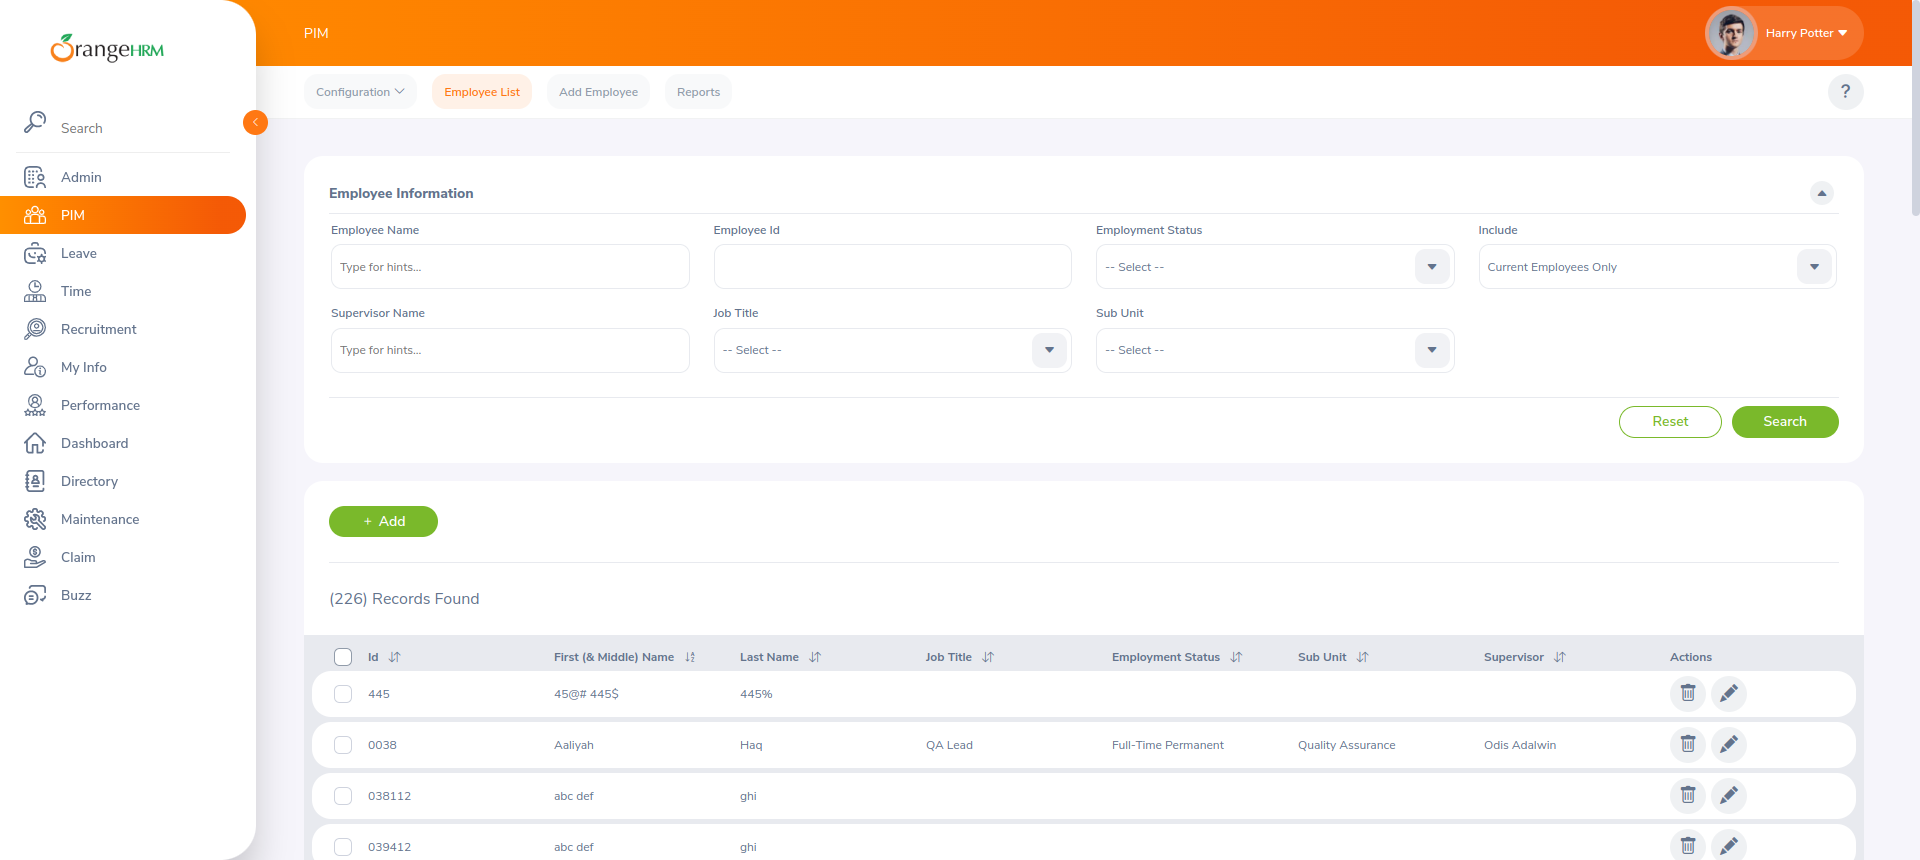 OrangeHRM
PIM
Harry Potter
Configuration
Employee List
Add Employee
Reports
?
Search
Admin
PIM
Leave
Time
Recruitment
My Info
Performance
Dashboard
Directory
Maintenance
Claim
Buzz
Employee Information
Employee Name
Employee Id
Employment Status
Include
Type for hints...
-- Select --
Current Employees Only
Supervisor Name
Job Title
Sub Unit
Type for hints...
-- Select --
-- Select --
Reset
Search
+ Add
(226) Records Found
Id First (& Middle) Name Last Name Job Title Employment Status Sub Unit Supervisor Actions
445 45@# 445$ 445%
0038 Aaliyah Haq QA Lead Full-Time Permanent Quality Assurance Odis Adalwin
038112 abc def ghi
039412 abc def ghi